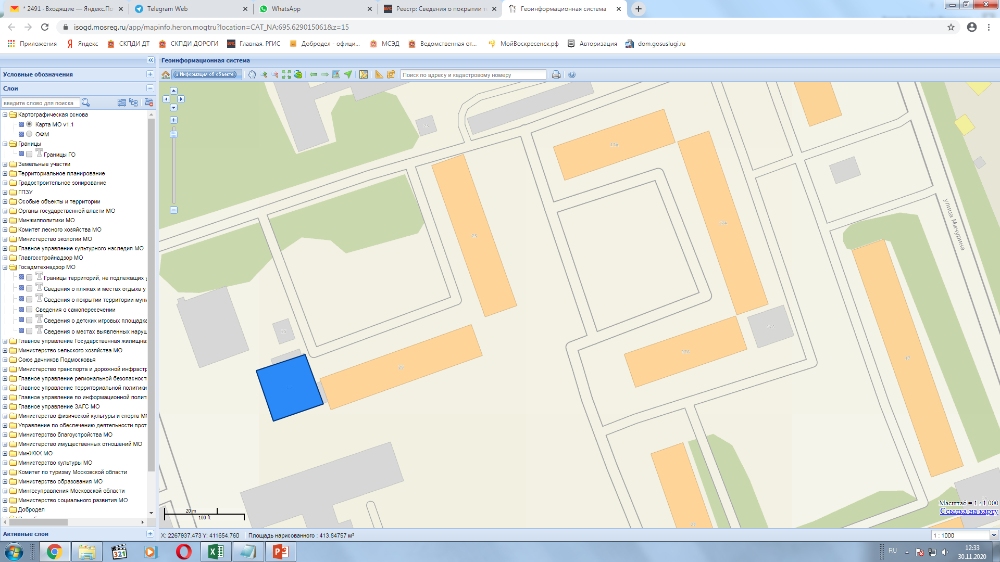 * 2491 · Входящие — Яндекс.По
Telegram Web
WhatsApp
Реестр: Сведения о покрытии т
Геоинформационная система
isogd.mosreg.ru/app/mapinfo.heron.mogtru?location=CAT_NA:695,629015061&z=15
Приложения
Яндекс
СКПДИ ДТ
СКПДИ ДОРОГИ
Главная. РГИС
Добродел - офици...
МСЭД
Ведомственная от...
МойВоскресенск.рф
Авторизация
dom.gosuslugi.ru
Геоинформационная система
Условные обозначения
Информация об объекте
Поиск по адресу и кадастровому номеру
Слои
введите слово для поиска
Картографическая основа
Карта МО v1.1
ОФМ
Границы
Границы ГО
Земельные участки
Территориальное планирование
Градостроительное зонирование
ГПЗУ
Особые объекты и территории
Органы государственной власти МО
Минжилполитики МО
Комитет лесного хозяйства МО
Министерство экологии МО
Главное управление культурного наследия МО
Главгосстройнадзор МО
Госадмтехнадзор МО
Границы территорий, не подлежащих у
Сведения о пляжах и местах отдыха у
Сведения о покрытии территории муни
Сведения о самопересечении
Сведения о детских игровых площадка
Сведения о местах выявленных наруш
Главное управление Государственная жилищна
Министерство сельского хозяйства МО
Союз дачников Подмосковья
Министерство транспорта и дорожной инфрастр
Главное управление региональной безопасност
Главное управление территориальной политики
Главное управление по информационной полит
Главное управление ЗАГС МО
Министерство физической культуры и спорта МО
Управление по обеспечению деятельности прот
Министерство благоустройства МО
Министерство имущественных отношений МО
МинЖКХ МО
Министерство культуры МО
Комитет по туризму Московской области
Министерство образования МО
Мингосуправления Московской области
Министерство социального развития МО
Добродел
Активные слои
23
17А
17А
23
25
25
17А
17А
17
21
19
улица Мичурина
20 m
100 ft
Масштаб = 1 : 1 000
Ссылка на карту
X: 2267937.473 Y: 411654.760
Площадь нарисованного : 413.84757 м²
1 : 1000
321
RU
12:33
30.11.2020